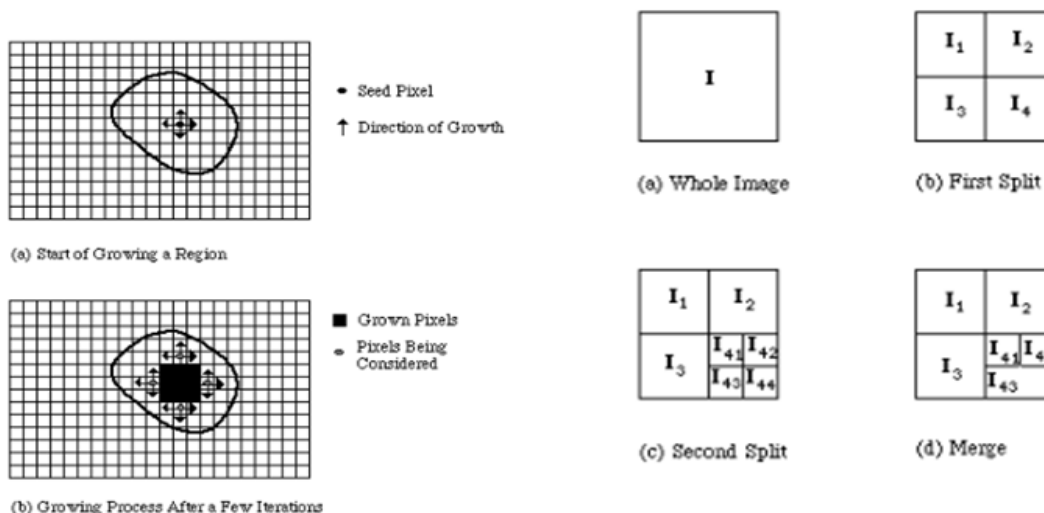 Seed Pixel
Direction of Growth
(a) Start of Growing a Region
Grown Pixels
Pixels Being
Considered
(b) Growing Process After a Few Iterations
I
(a) Whole Image
I1 I2
I3 I4
(b) First Split
I1 I2
I3 I41 I42
I43 I44
(c) Second Split
I1 I2
I3 I41
I43
(d) Merge